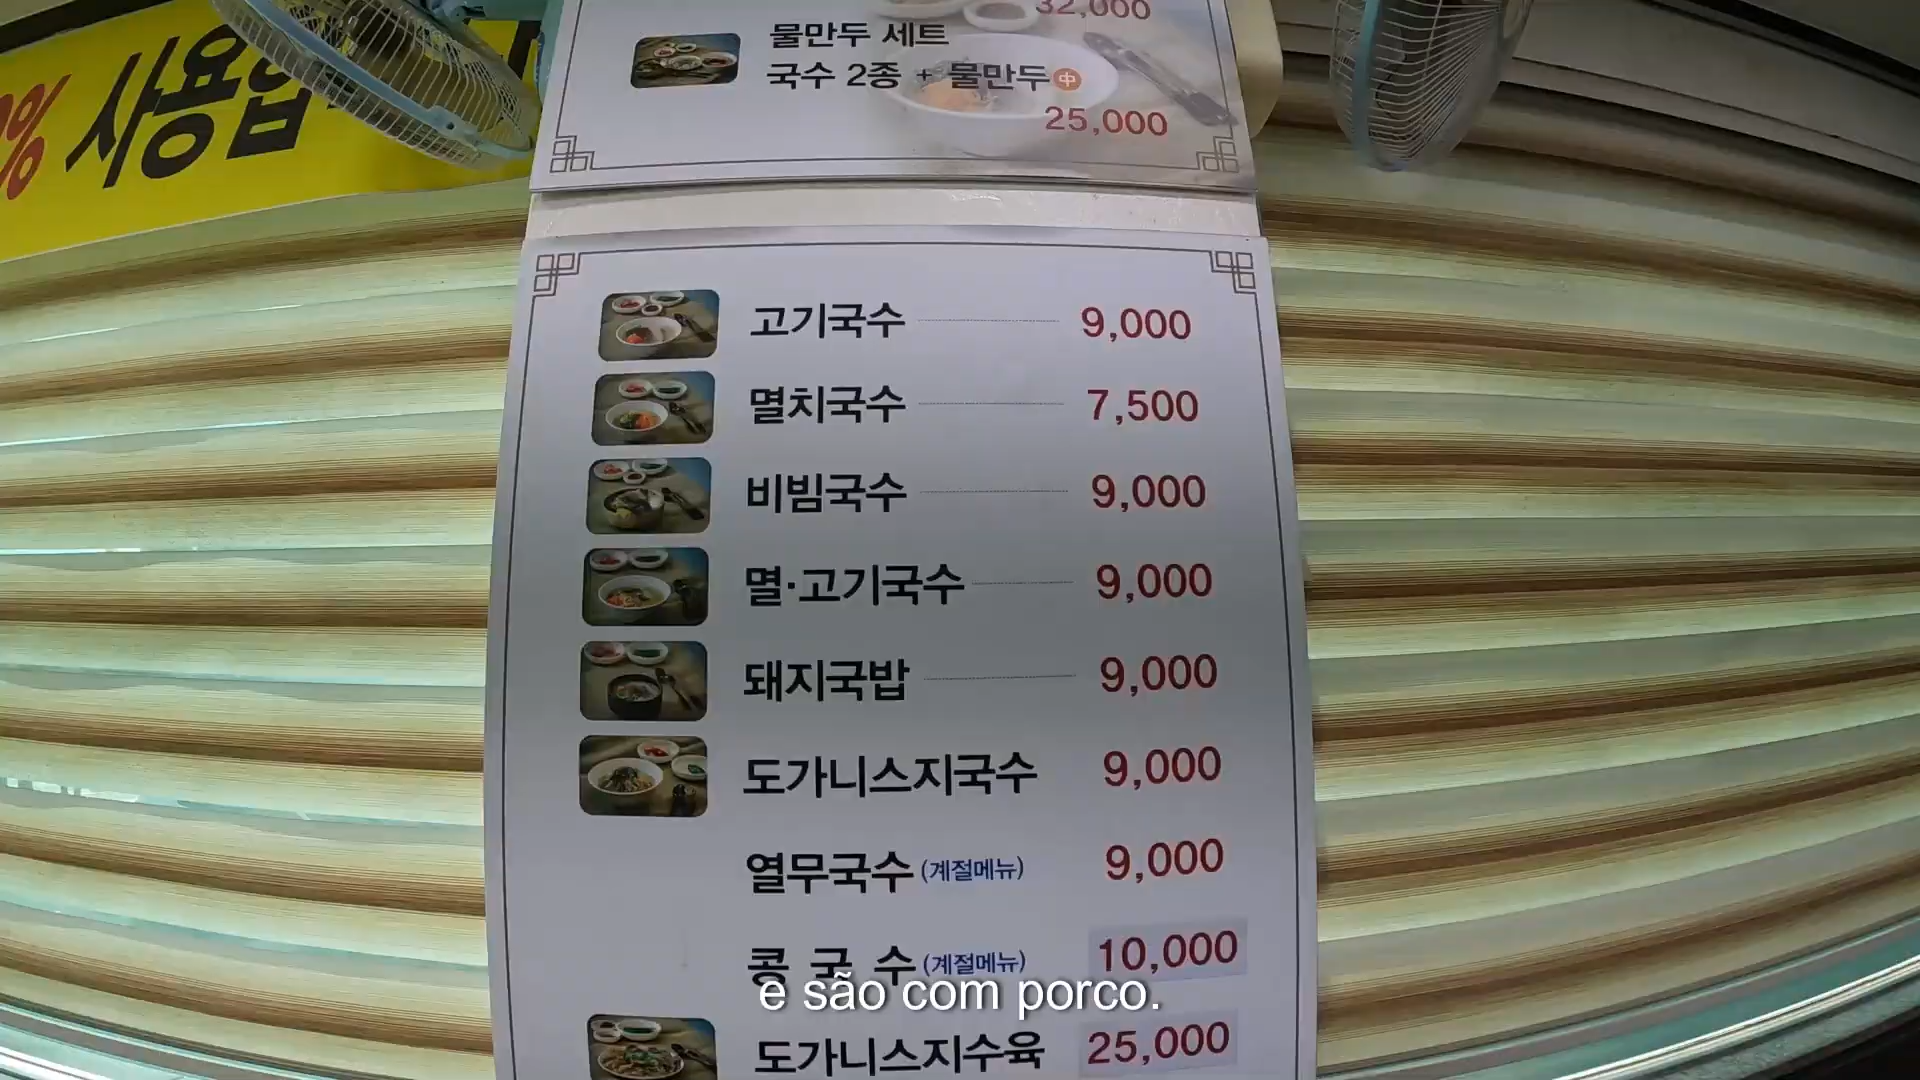 32,000
물만두 세트
국수 2종 + 물만두 中
25,000
% 사용합
고기국수 9,000
멸치국수 7,500
비빔국수 9,000
멸·고기국수 9,000
돼지국밥 9,000
도가니스지국수 9,000
열무국수 (계절메뉴) 9,000
콩 국 수 (계절메뉴) 10,000
e são com porco.
도가니스지수육 25,000